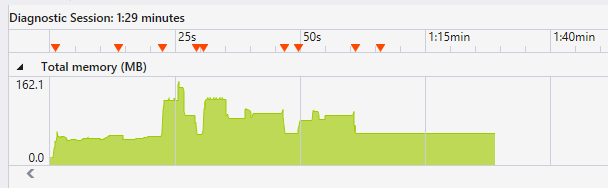 Diagnostic Session: 1:29 minutes
25s 50s 1:15min 1:40min
Total memory (MB)
162.1
0.0